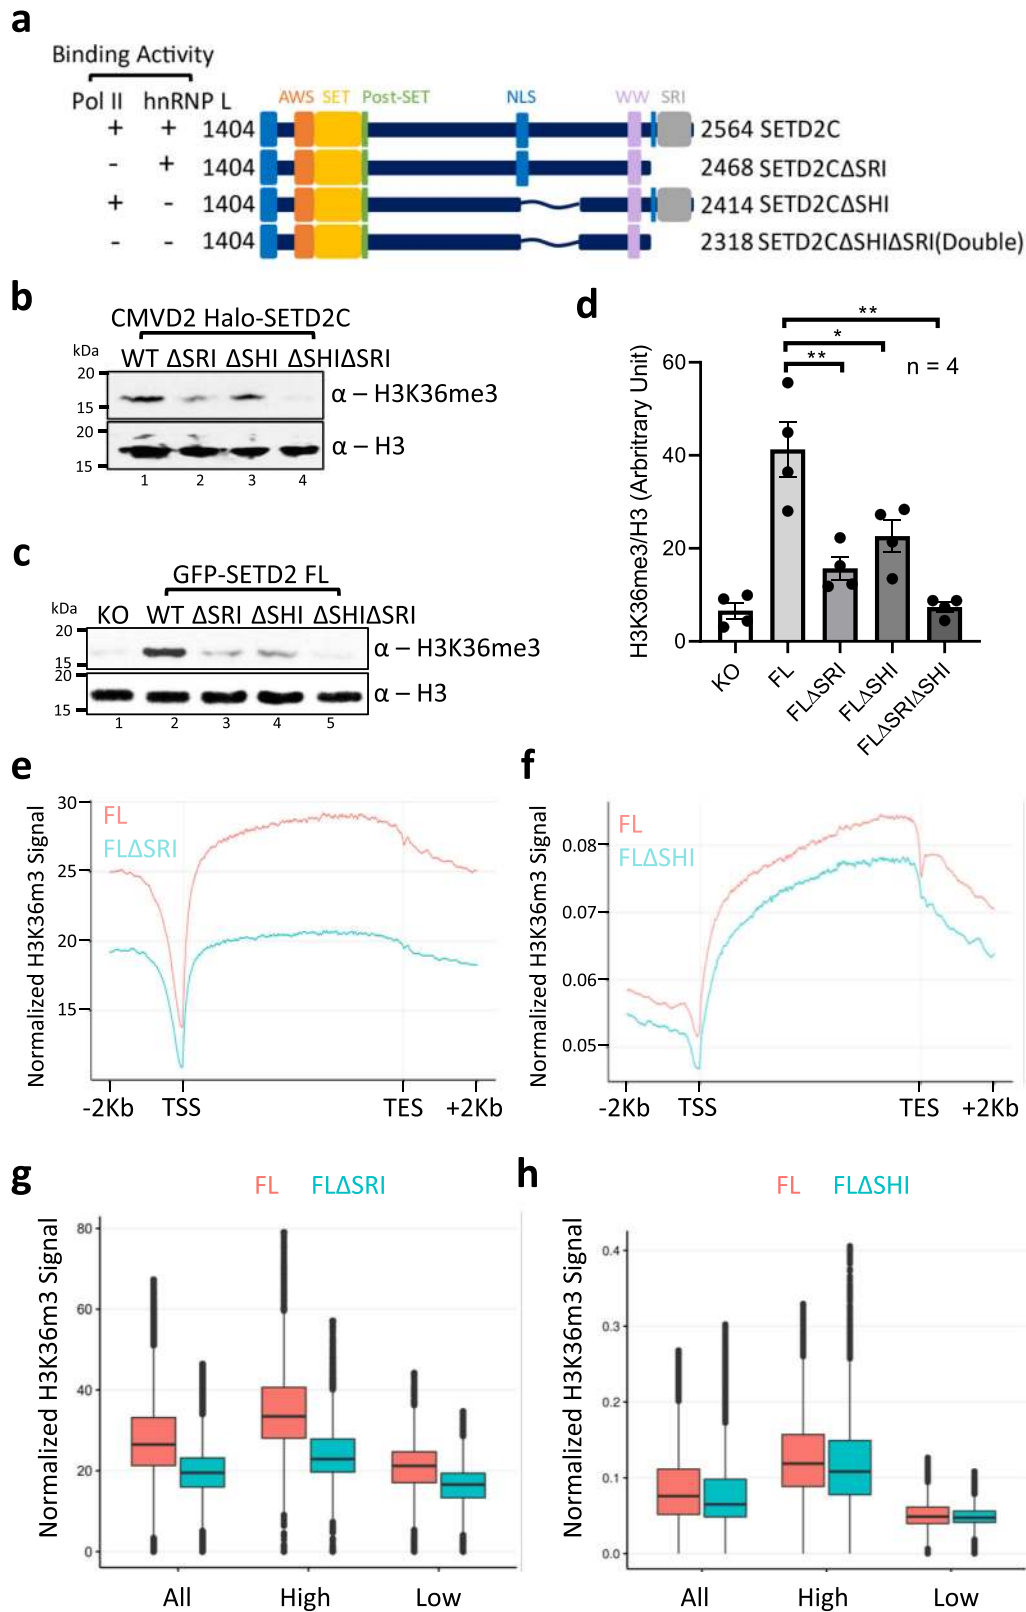 a
Binding Activity
Pol II hnRNP L
AWS SET Post-SET NLS WW SRI
+ + 1404 2564 SETD2C
- + 1404 2468 SETD2CΔSRI
+ - 1404 2414 SETD2CΔSHI
- - 1404 2318 SETD2CΔSHIΔSRI(Double)
b
CMVD2 Halo-SETD2C
kDa
WT ΔSRI ΔSHI ΔSHIΔSRI
20
15
α – H3K36me3
20
15
α – H3
1 2 3 4
c
GFP-SETD2 FL
kDa
KO WT ΔSRI ΔSHI ΔSHIΔSRI
20
15
α – H3K36me3
20
15
α – H3
1 2 3 4 5
d
H3K36me3/H3 (Arbritrary Unit)
60
40
20
0
**
*
**
n = 4
KO
FL
FLΔSRI
FLΔSHI
FLΔSRIΔSHI
e
Normalized H3K36m3 Signal
30
25
20
15
FL
FLΔSRI
-2Kb TSS TES +2Kb
f
Normalized H3K36m3 Signal
0.08
0.07
0.06
0.05
FL
FLΔSHI
-2Kb TSS TES +2Kb
g
FL FLΔSRI
Normalized H3K36m3 Signal
80
60
40
20
0
All High Low
h
FL FLΔSHI
Normalized H3K36m3 Signal
0.4
0.3
0.2
0.1
0.0
All High Low